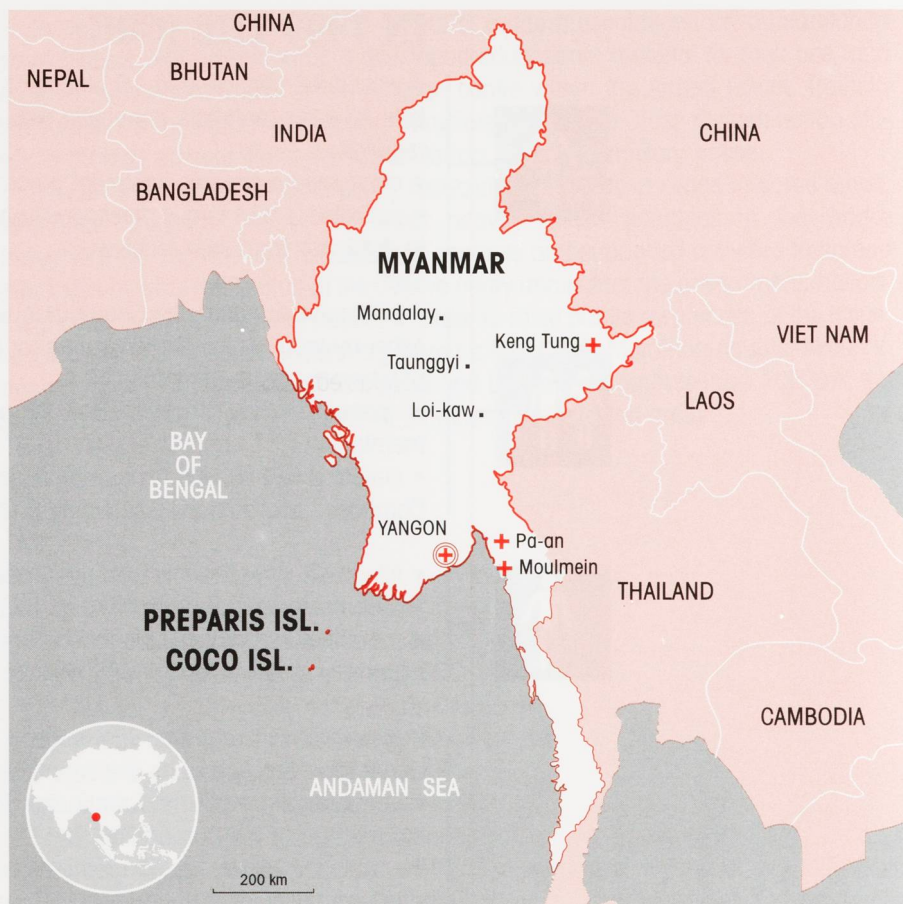 CHINA
NEPAL
BHUTAN
INDIA
CHINA
BANGLADESH
MYANMAR
Mandalay
Keng Tung
VIET NAM
Taunggyi
LAOS
Loi-kaw
BAY
OF
BENGAL
YANGON
Pa-an
Moulmein
THAILAND
PREPARIS ISL.
COCO ISL.
CAMBODIA
ANDAMAN SEA
200 km